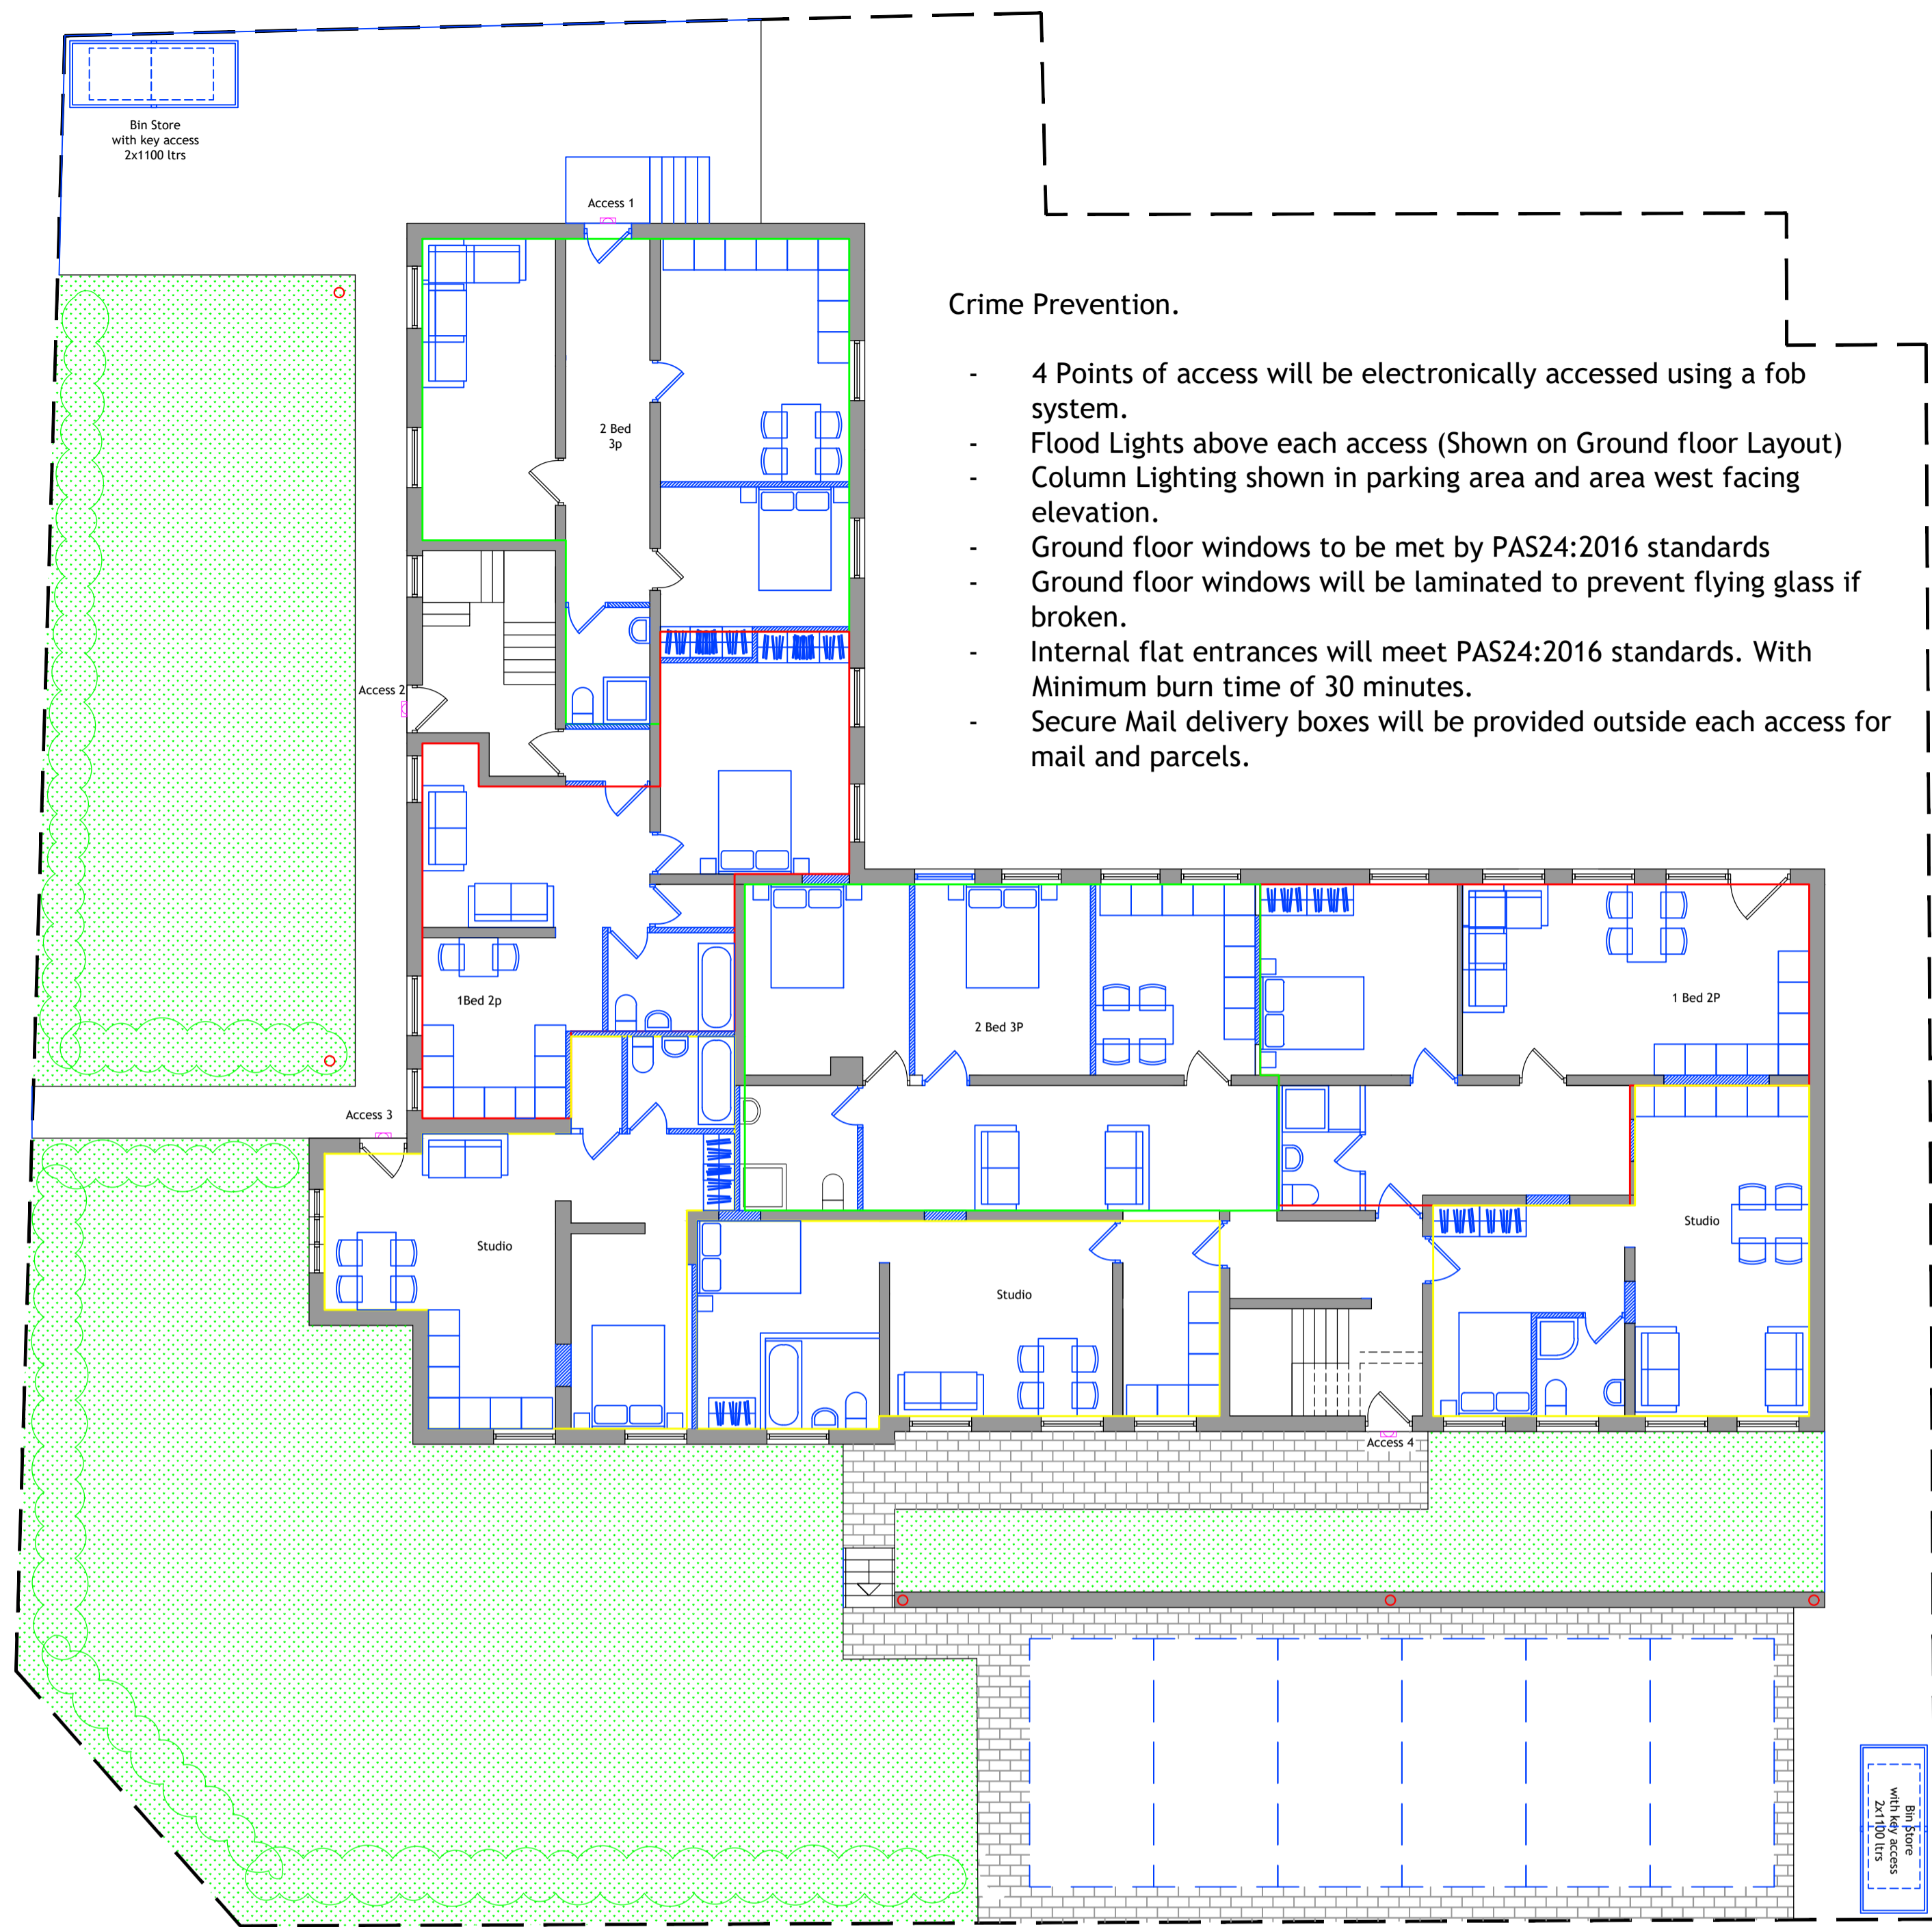 Bin Store
with key access
2x1100 ltrs
Access 1
Crime Prevention.
- 4 Points of access will be electronically accessed using a fob
system.
- Flood Lights above each access (Shown on Ground floor Layout)
- Column Lighting shown in parking area and area west facing
elevation.
- Ground floor windows to be met by PAS24:2016 standards
- Ground floor windows will be laminated to prevent flying glass if
broken.
- Internal flat entrances will meet PAS24:2016 standards. With
Minimum burn time of 30 minutes.
- Secure Mail delivery boxes will be provided outside each access for
mail and parcels.
2 Bed
3p
Access 2
1Bed 2p
2 Bed 3P
1 Bed 2P
Access 3
Studio
Studio
Studio
Access 4
Bin Store
with key access
2x1100 ltrs